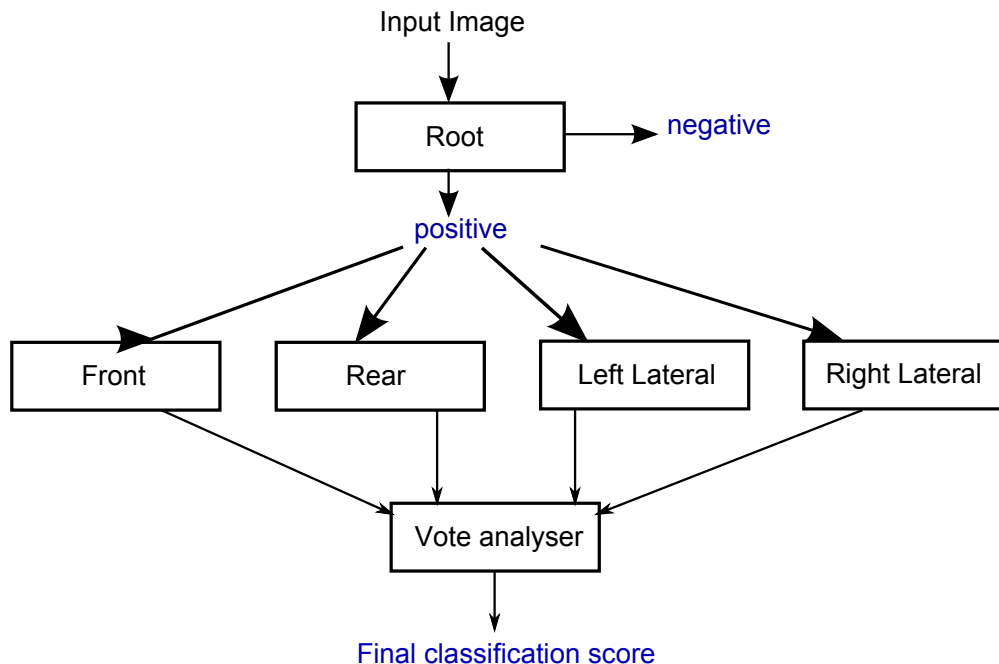 Input Image
Root
negative
positive
Front
Rear
Left Lateral
Right Lateral
Vote analyser
Final classification score